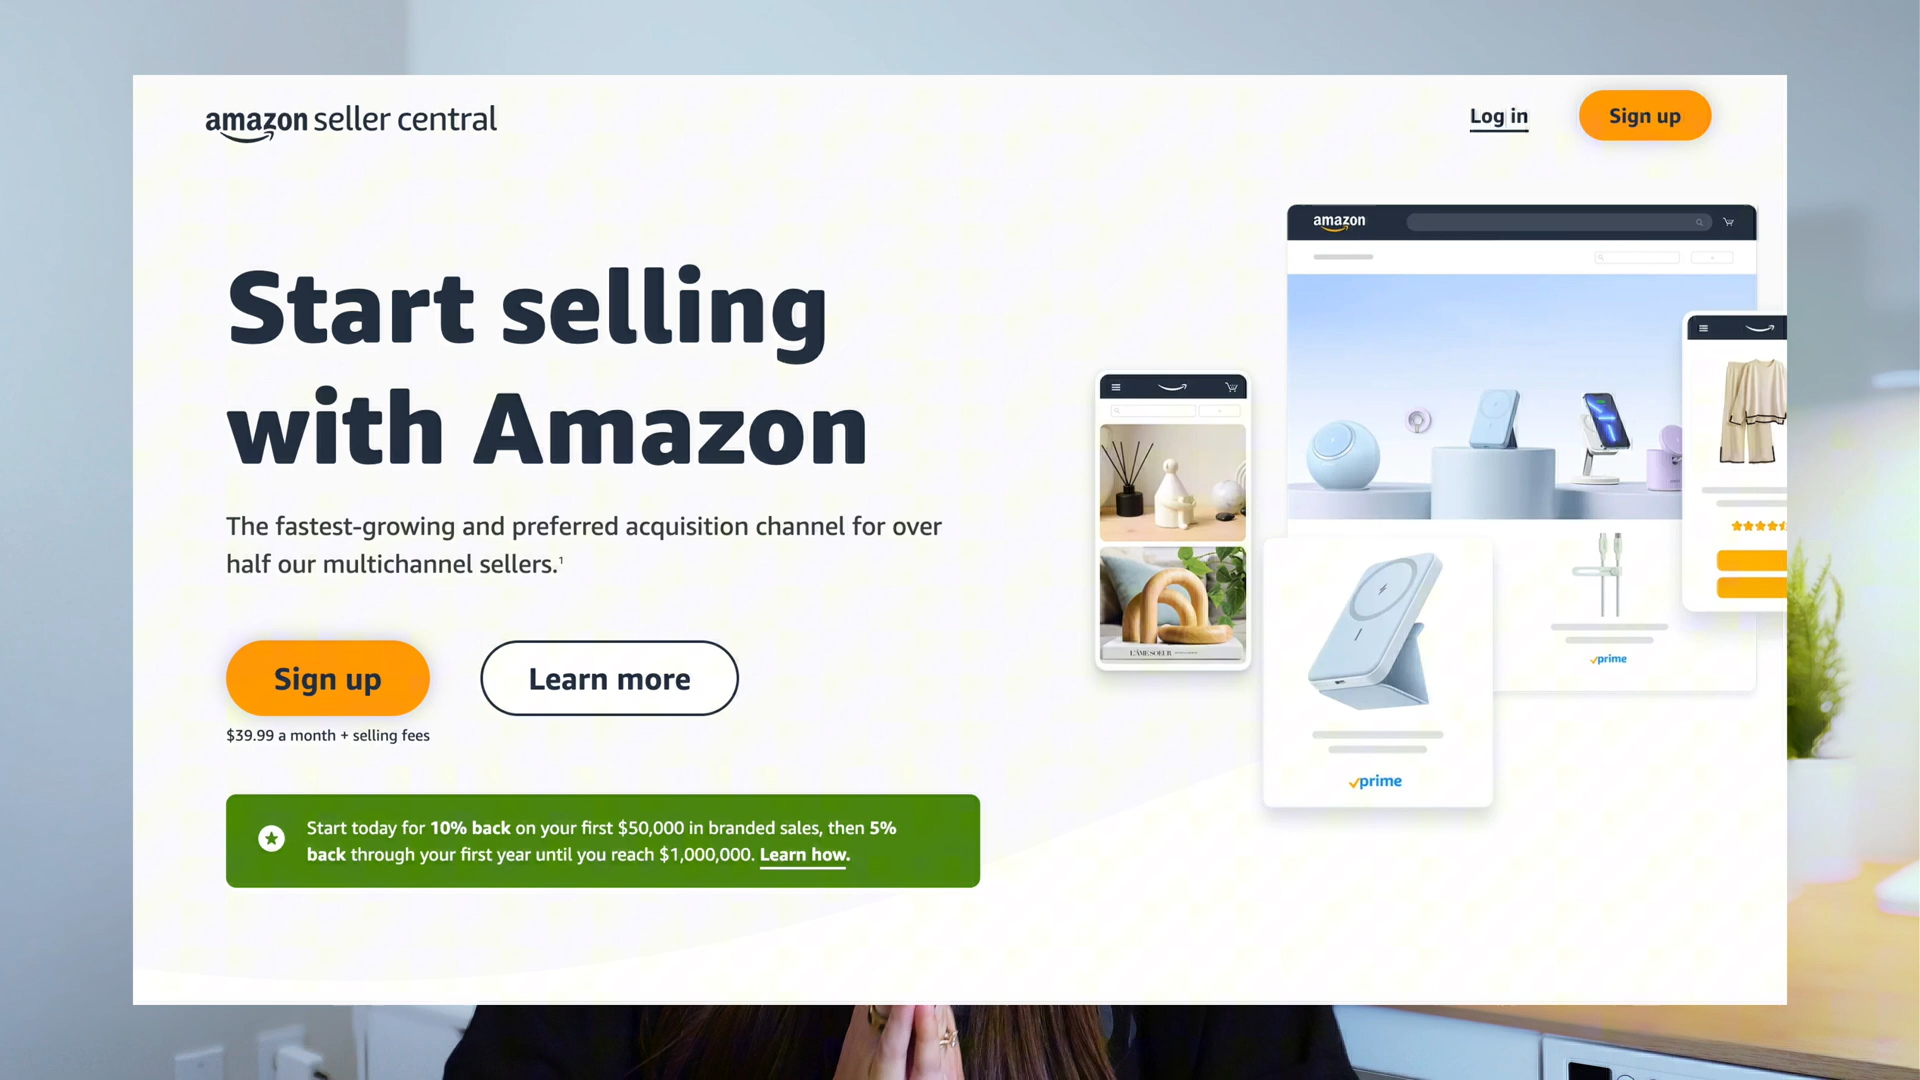 amazon seller central
Log in
Sign up
Start selling
with Amazon
The fastest-growing and preferred acquisition channel for over
half our multichannel sellers.¹
Sign up
Learn more
$39.99 a month + selling fees
Start today for 10% back on your first $50,000 in branded sales, then 5%
back through your first year until you reach $1,000,000. Learn how.
amazon
L'ÂME SOEUR
prime
prime